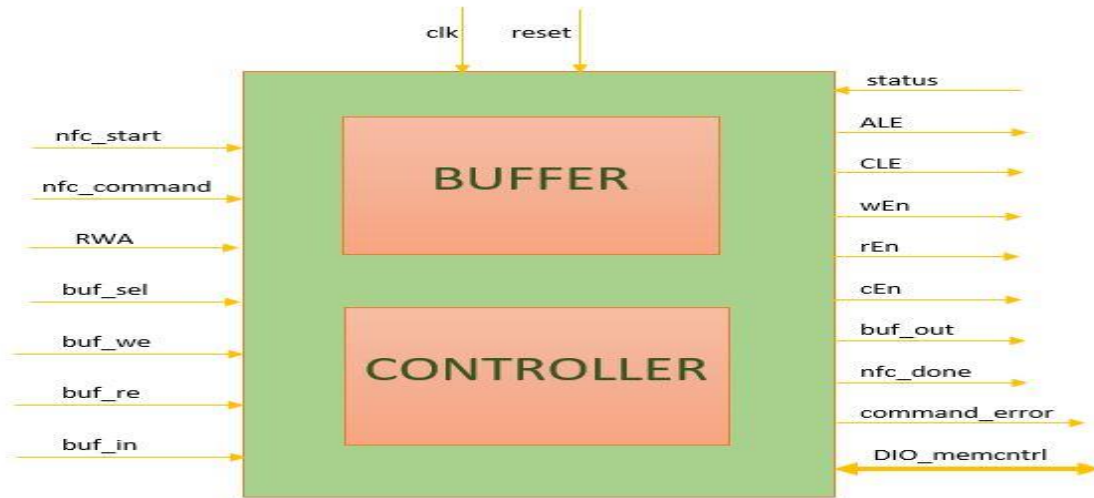 clk
reset
nfc_start
nfc_command
RWA
buf_sel
buf_we
buf_re
buf_in
BUFFER
CONTROLLER
status
ALE
CLE
wEn
rEn
cEn
buf_out
nfc_done
command_error
DIO_memcntrl